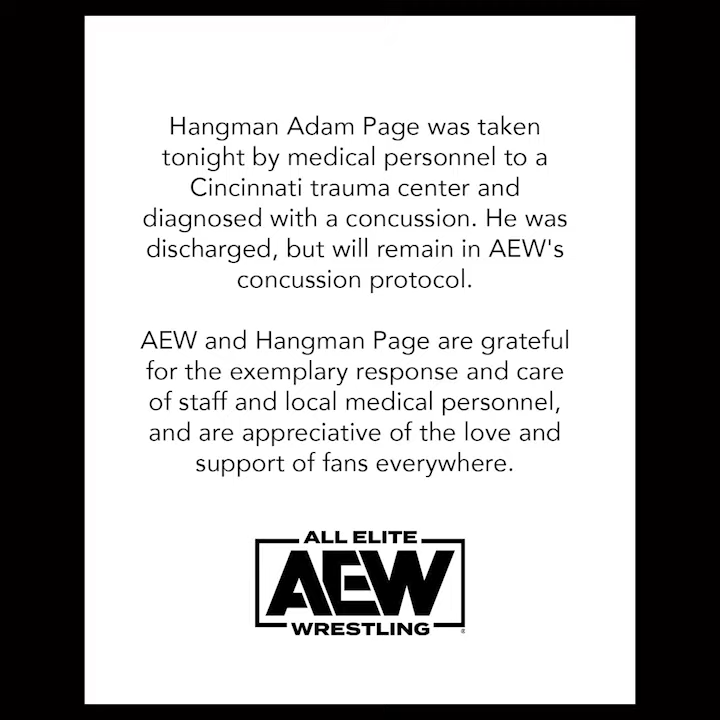 Hangman Adam Page was taken
tonight by medical personnel to a
Cincinnati trauma center and
diagnosed with a concussion. He was
discharged, but will remain in AEW's
concussion protocol.
AEW and Hangman Page are grateful
for the exemplary response and care
of staff and local medical personnel,
and are appreciative of the love and
support of fans everywhere.
ALL ELITE
AEW
WRESTLING